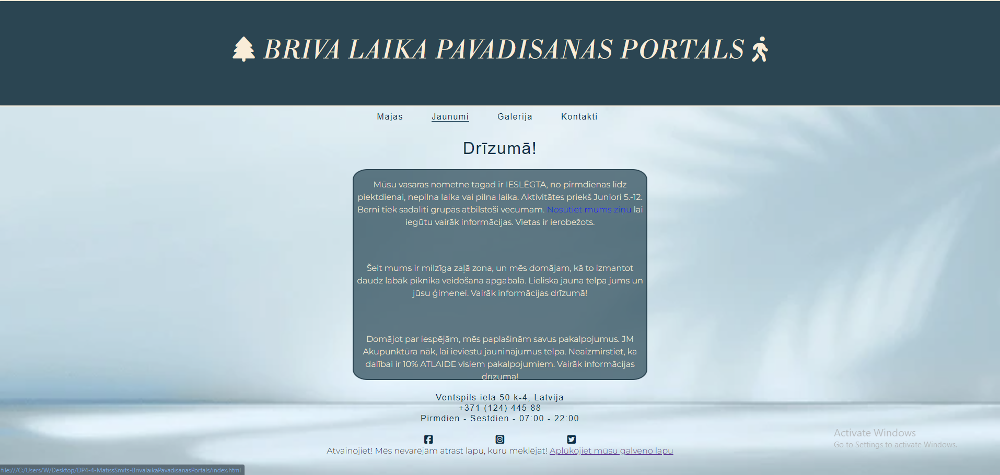 BRIVA LAIKA PAVADISANAS PORTALS
Mājas Jaunumi Galerija Kontakti
Drīzumā!
Mūsu vasaras nometne tagad ir IESLĒGTA, no pirmdienas līdz
piektdienai, nepilna laika vai pilna laika. Aktivitātes priekš Juniori 5.-12.
Bērni tiek sadalīti grupās atbilstoši vecumam. Nosūtiet mums ziņu lai
iegūtu vairāk informācijas. Vietas ir ierobežots.
Šeit mums ir milzīga zaļā zona, un mēs domājam, kā to izmantot
daudz labāk piknika veidošana apgabalā. Lieliska jauna telpa jums un
jūsu ģimenei. Vairāk informācijas drīzumā!
Domājot par iespējām, mēs paplašinām savus pakalpojumus. JM
Akupunktūra nāk, lai ieviestu jauninājumus telpa. Neaizmirstiet, ka
dalībai ir 10% ATLAIDE visiem pakalpojumiem. Vairāk informācijas
drīzumā!
Ventspils iela 50 k-4, Latvija
+371 (124) 445 88
Pirmdien - Sestdien - 07:00 - 22:00
Atvainojiet! Mēs nevarējām atrast lapu, kuru meklējat! Aplūkojiet mūsu galveno lapu
Activate Windows
Go to Settings to activate Windows.
file:///C:/Users/W/Desktop/DP4-4-MatissSmits-BrivalaikaPavadisanasPortals/index.html